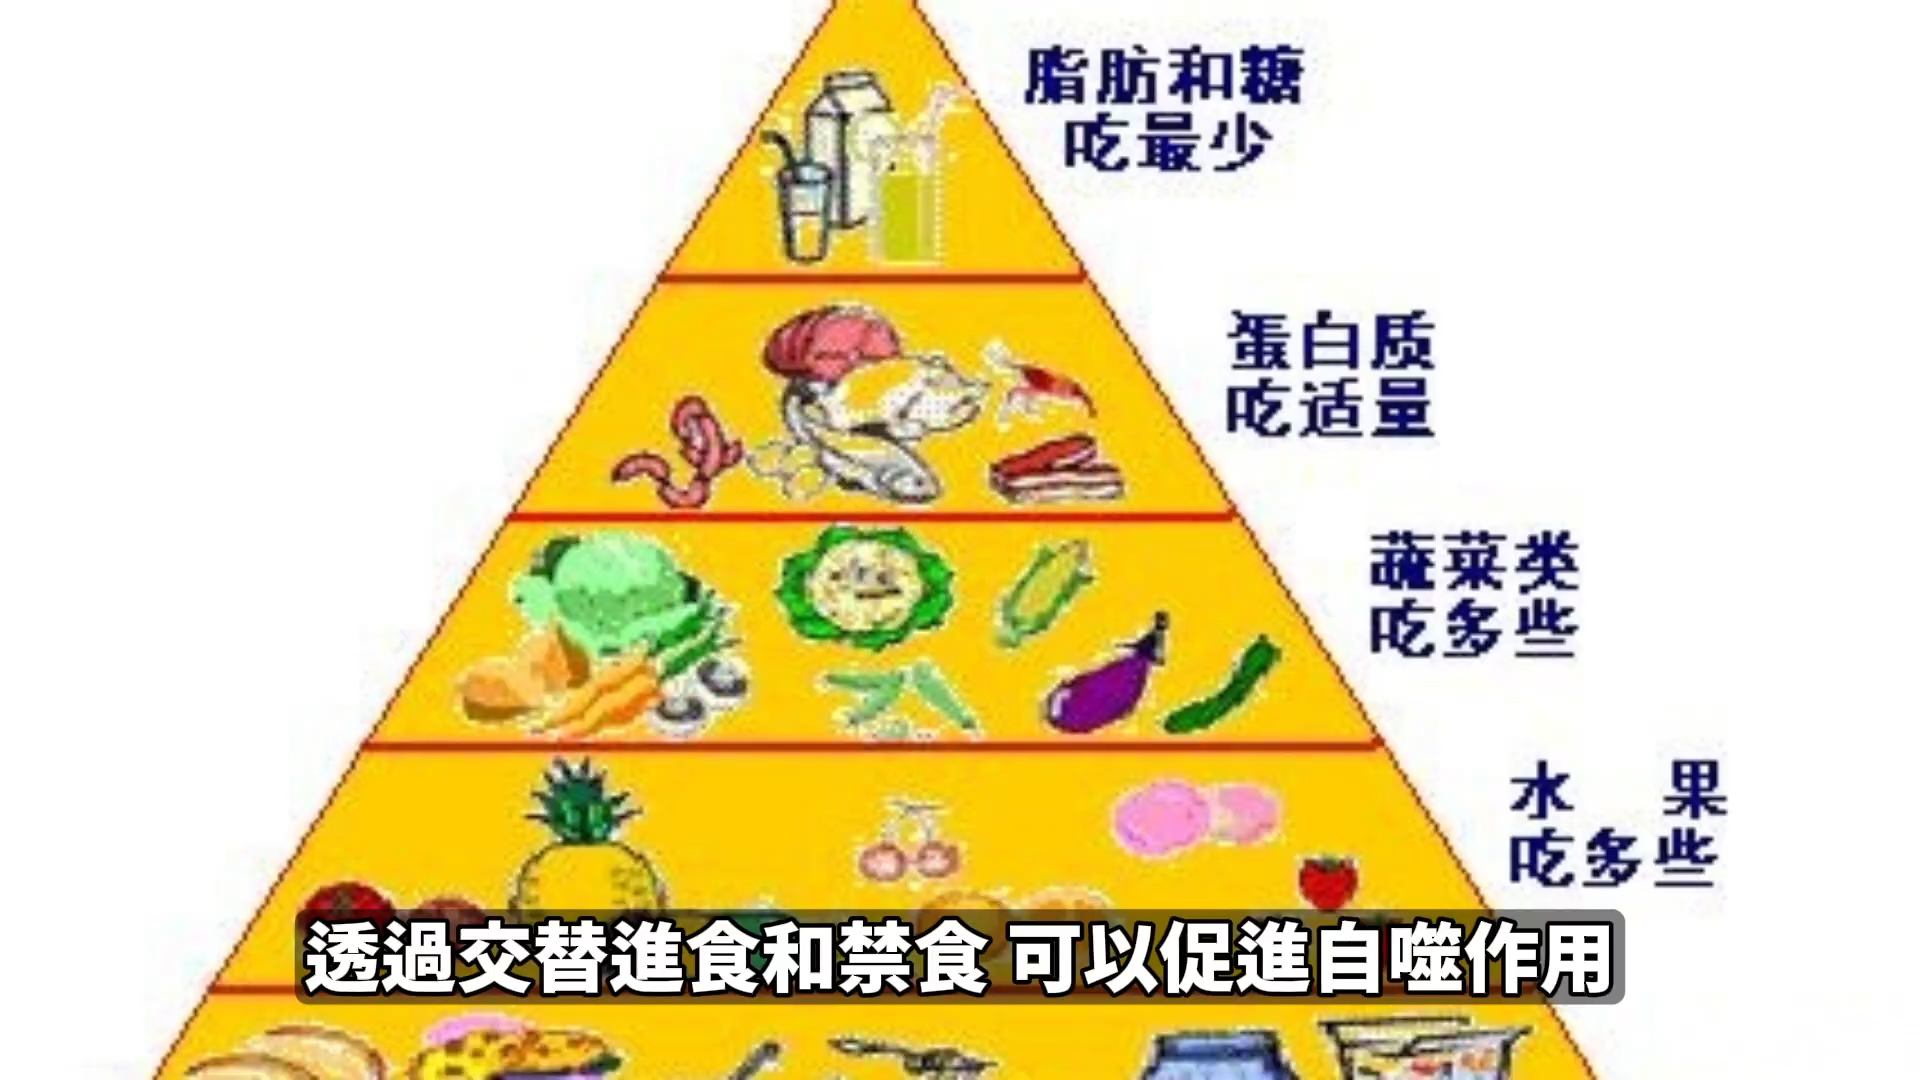 脂肪和糖
吃最少
蛋白质
吃适量
蔬菜类
吃多些
水 果
吃多些
透過交替進食和禁食 可以促進自噬作用